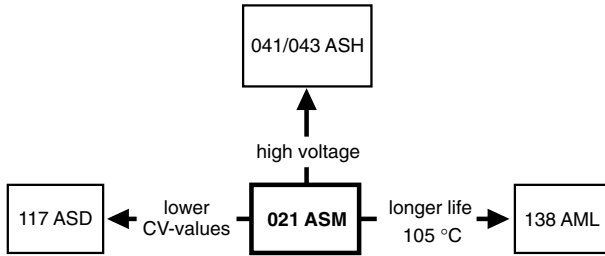 041/043 ASH
high voltage
117 ASD
lower
CV-values
021 ASM
longer life
105 °C
138 AML